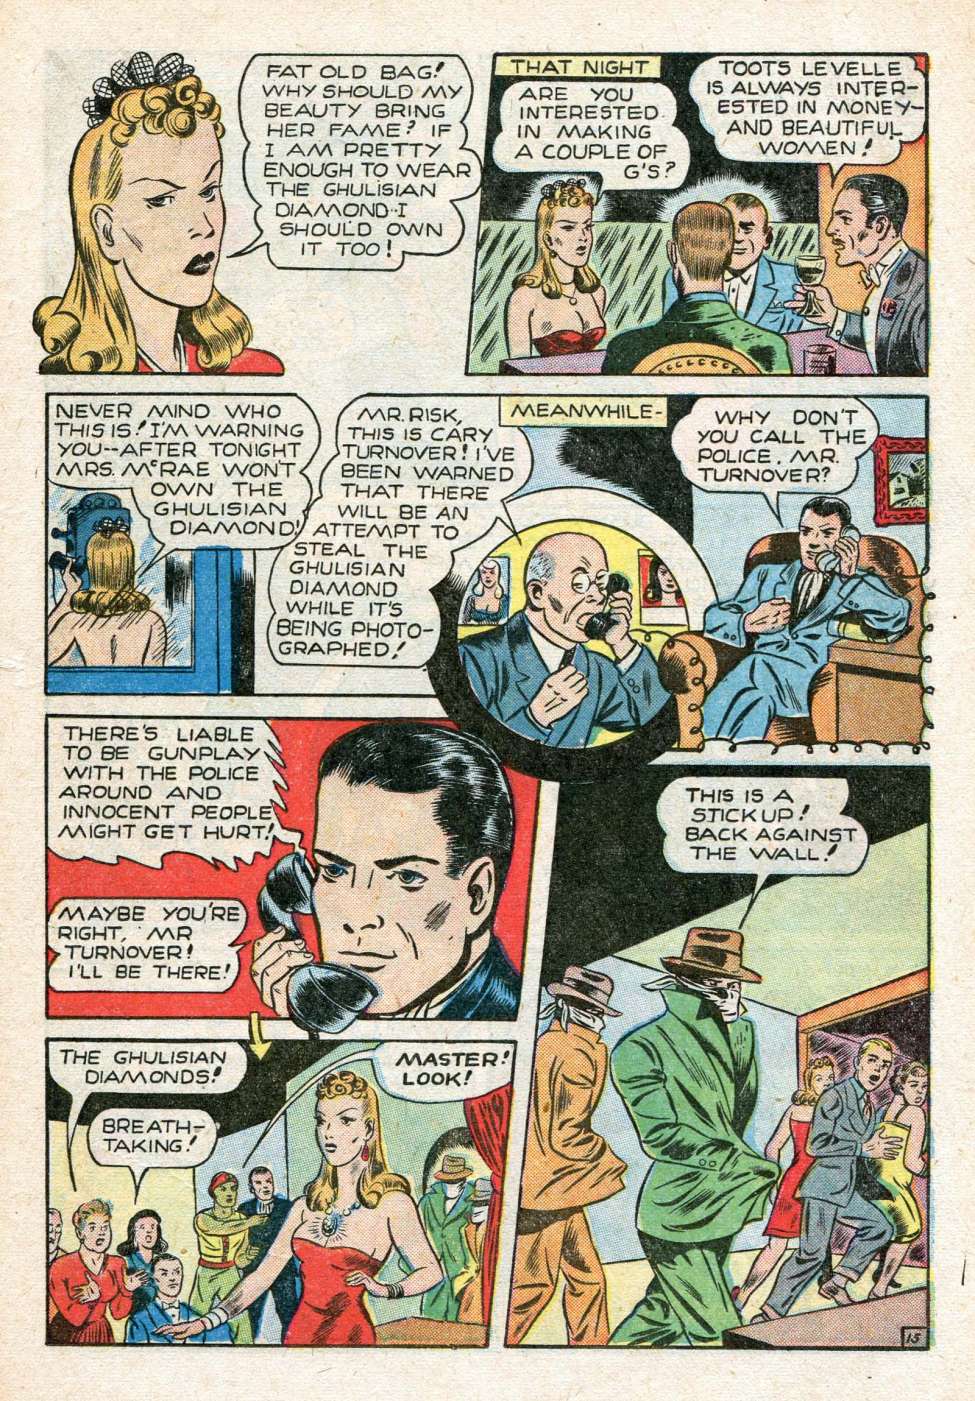 FAT OLD BAG!
WHY SHOULD MY
BEAUTY BRING
HER FAME? IF
I AM PRETTY
ENOUGH TO WEAR
THE GHULISIAN
DIAMOND--I
SHOULD OWN
IT TOO!
THAT NIGHT
ARE YOU
INTERESTED
IN MAKING
A COUPLE OF
G'S?
TOOTS LEVELLE
IS ALWAYS INTER-
ESTED IN MONEY-
AND BEAUTIFUL
WOMEN!
NEVER MIND WHO
THIS IS! I'M WARNING
YOU--AFTER TONIGHT
MRS. McRAE WON'T
OWN THE
GHULISIAN
DIAMOND!
MR. RISK,
THIS IS CARY
TURNOVER! I'VE
BEEN WARNED
THAT THERE
WILL BE AN
ATTEMPT TO
STEAL THE
GHULISIAN
DIAMOND
WHILE IT'S
BEING PHOTO-
GRAPHED!
MEANWHILE-
WHY DON'T
YOU CALL THE
POLICE, MR.
TURNOVER?
THERE'S LIABLE
TO BE GUNPLAY
WITH THE POLICE
AROUND AND
INNOCENT PEOPLE
MIGHT GET HURT!
MAYBE YOU'RE
RIGHT, MR
TURNOVER!
I'LL BE THERE!
THE GHULISIAN
DIAMONDS!
BREATH-
TAKING!
MASTER!
LOOK!
THIS IS A
STICK UP!
BACK AGAINST
THE WALL!
15